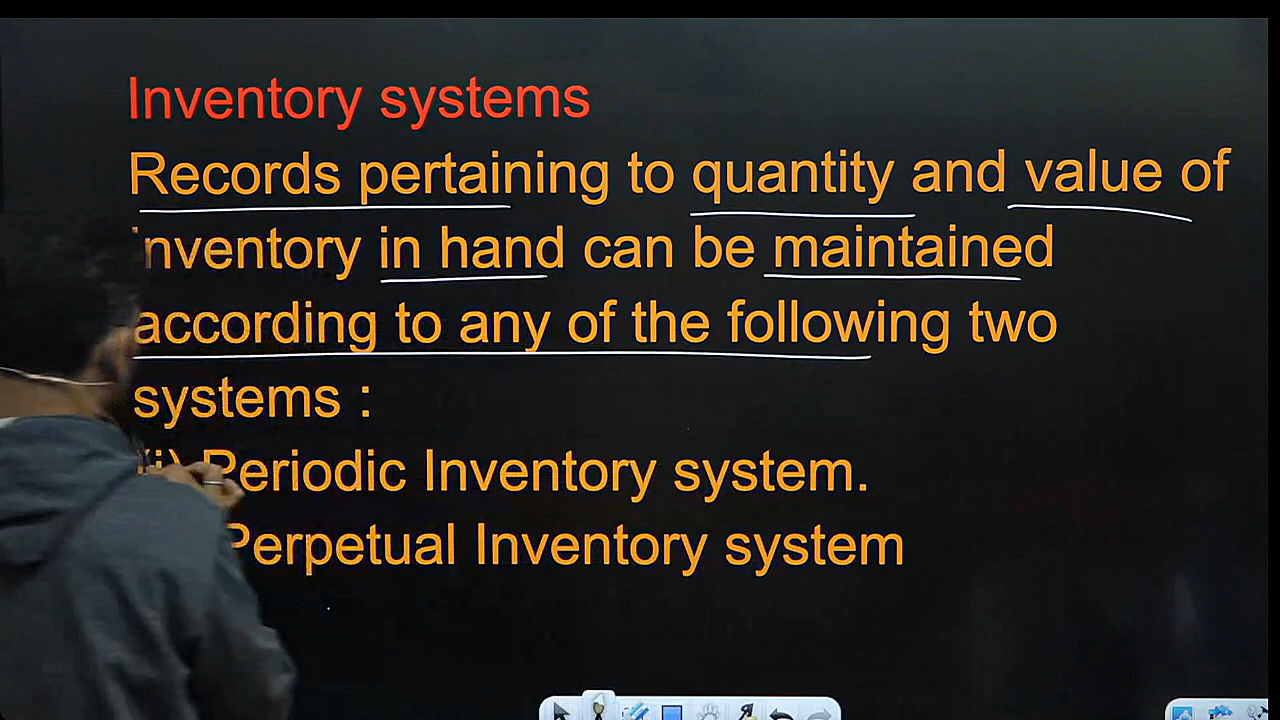 Inventory systems
Records pertaining to quantity and value of
inventory in hand can be maintained
according to any of the following two
systems :
(i) Periodic Inventory system.
Perpetual Inventory system